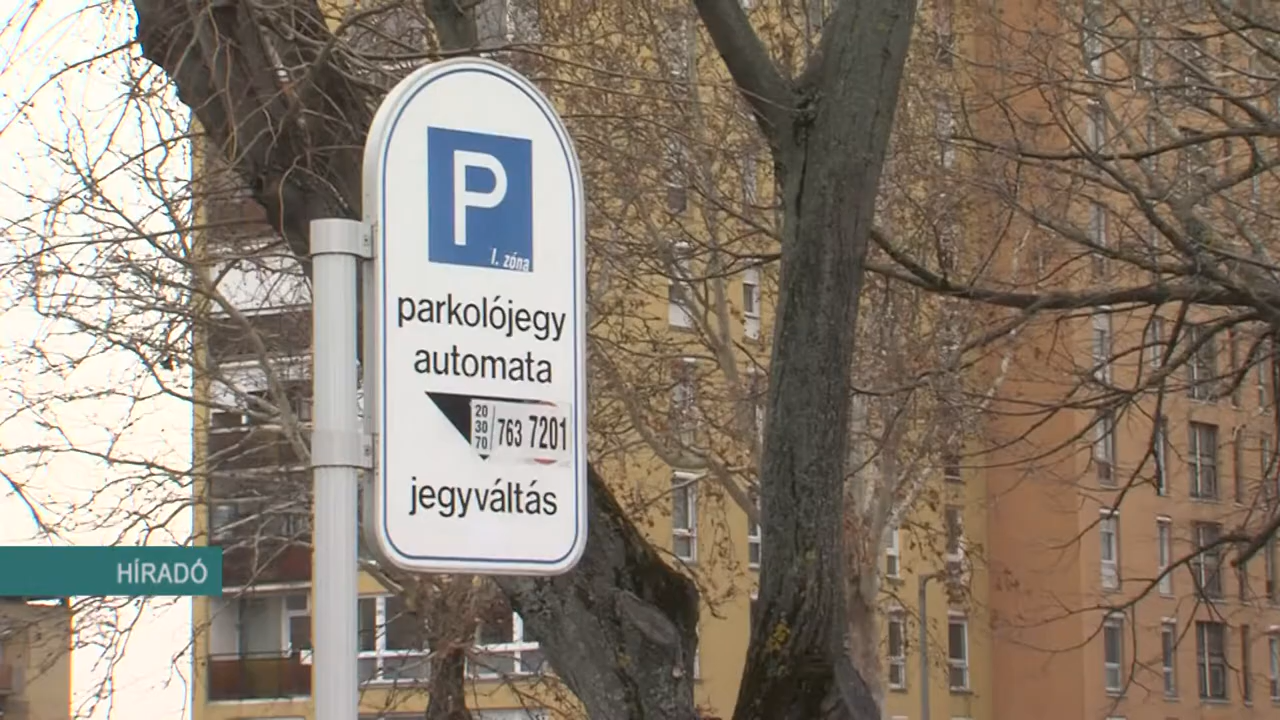 P
I. zóna
parkolójegy
automata
20
30
70
763 7201
jegyváltás
HÍRADÓ